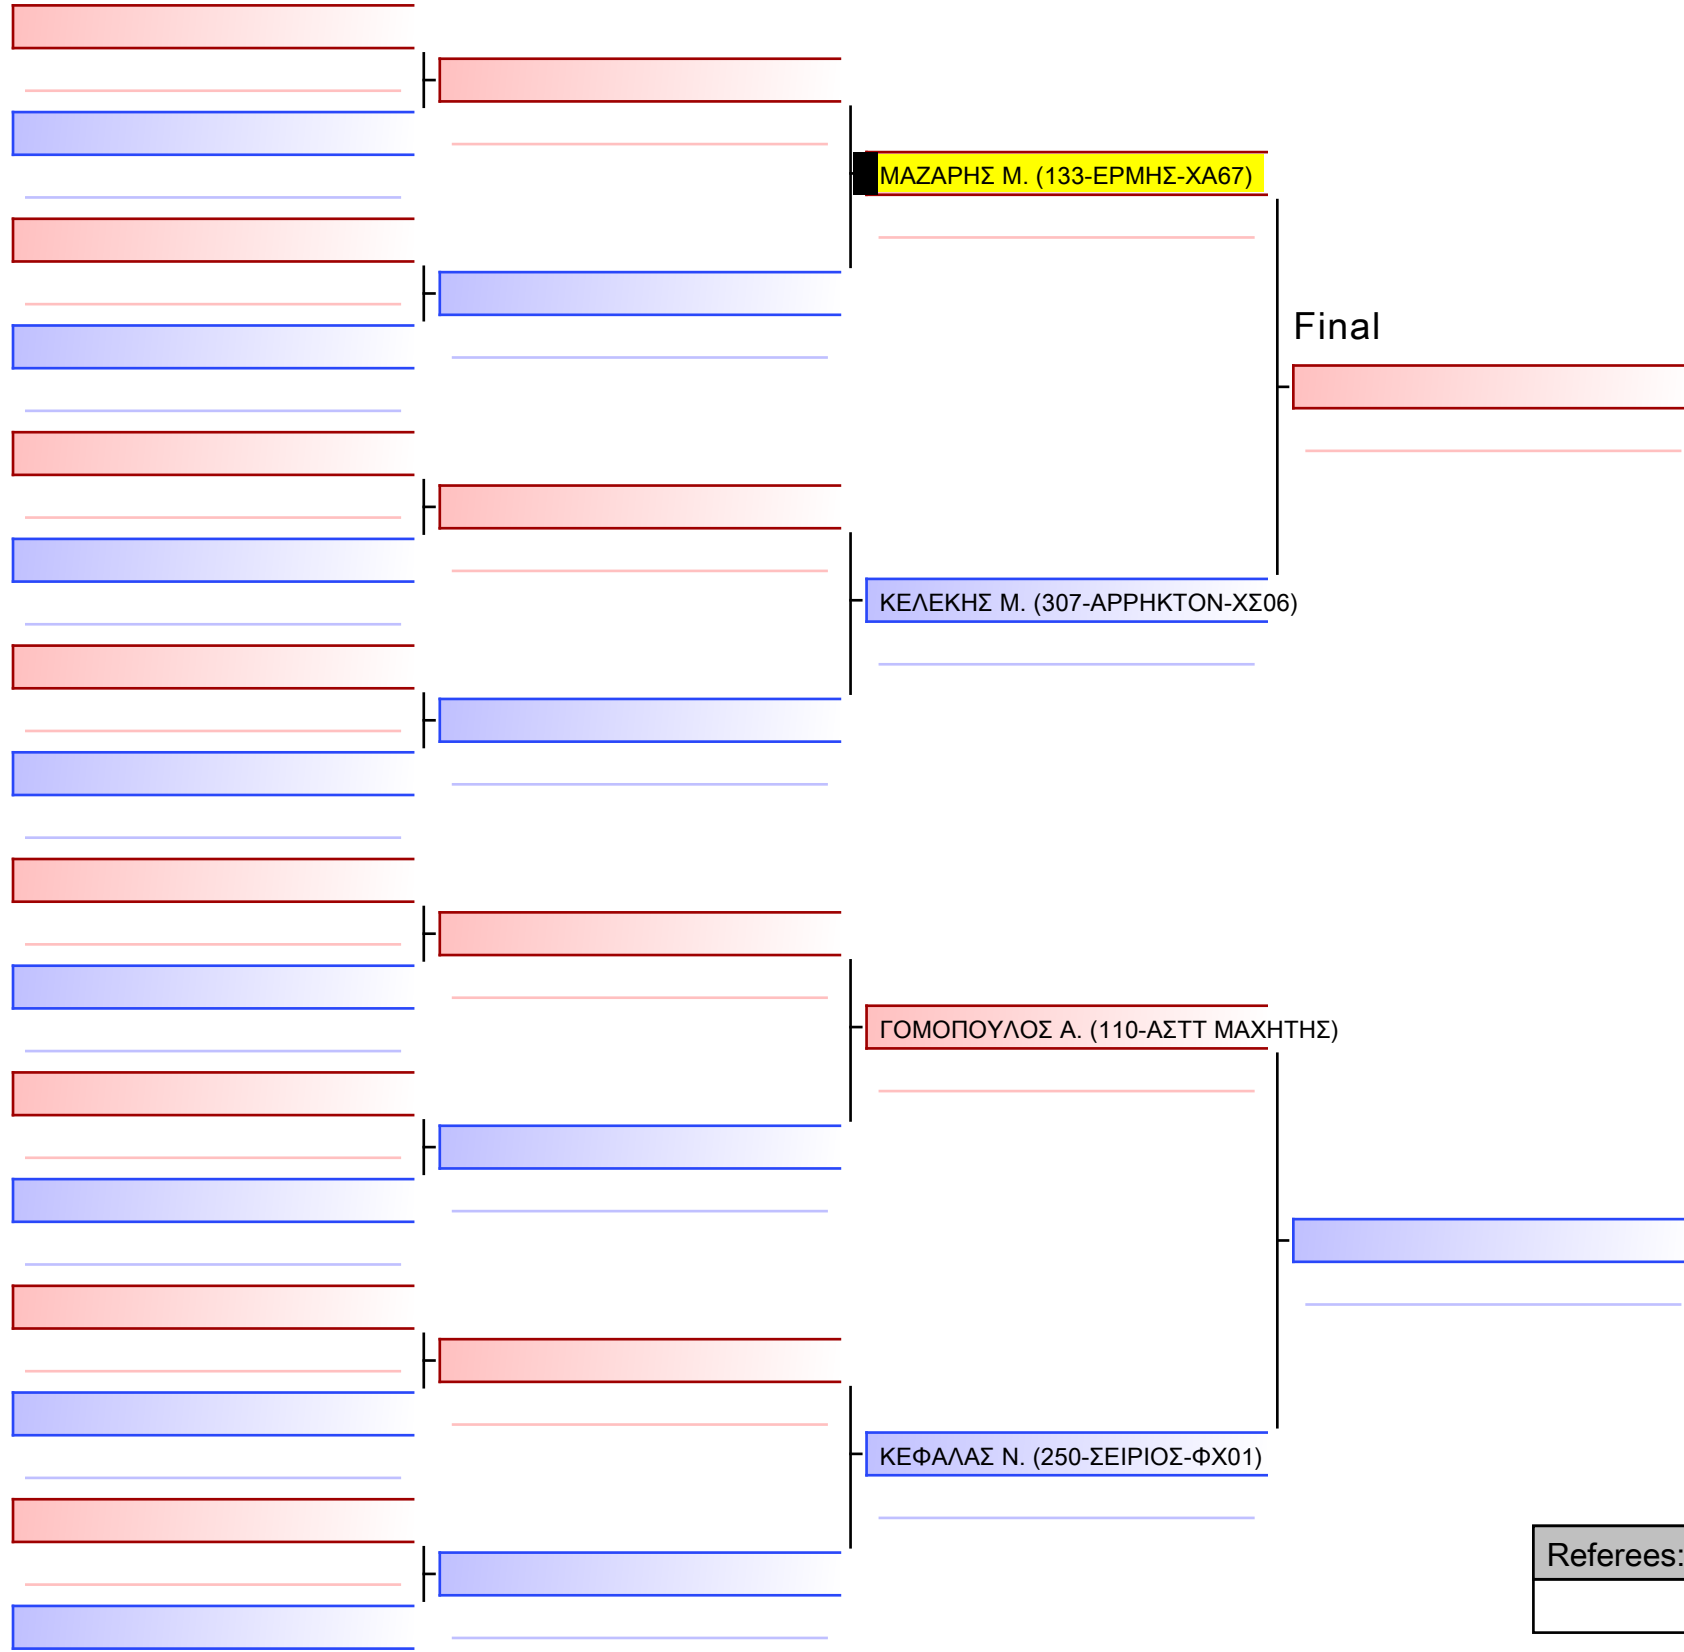 ΜΑΖΑΡΗΣ Μ. (133-ΕΡΜΗΣ-ΧΑ67)
Final
ΚΕΛΕΚΗΣ Μ. (307-ΑΡΡΗΚΤΟΝ-ΧΣ06)
ΓΟΜΟΠΟΥΛΟΣ Α. (110-ΑΣΤΤ ΜΑΧΗΤΗΣ)
ΚΕΦΑΛΑΣ Ν. (250-ΣΕΙΡΙΟΣ-ΦΧ01)
Referees: